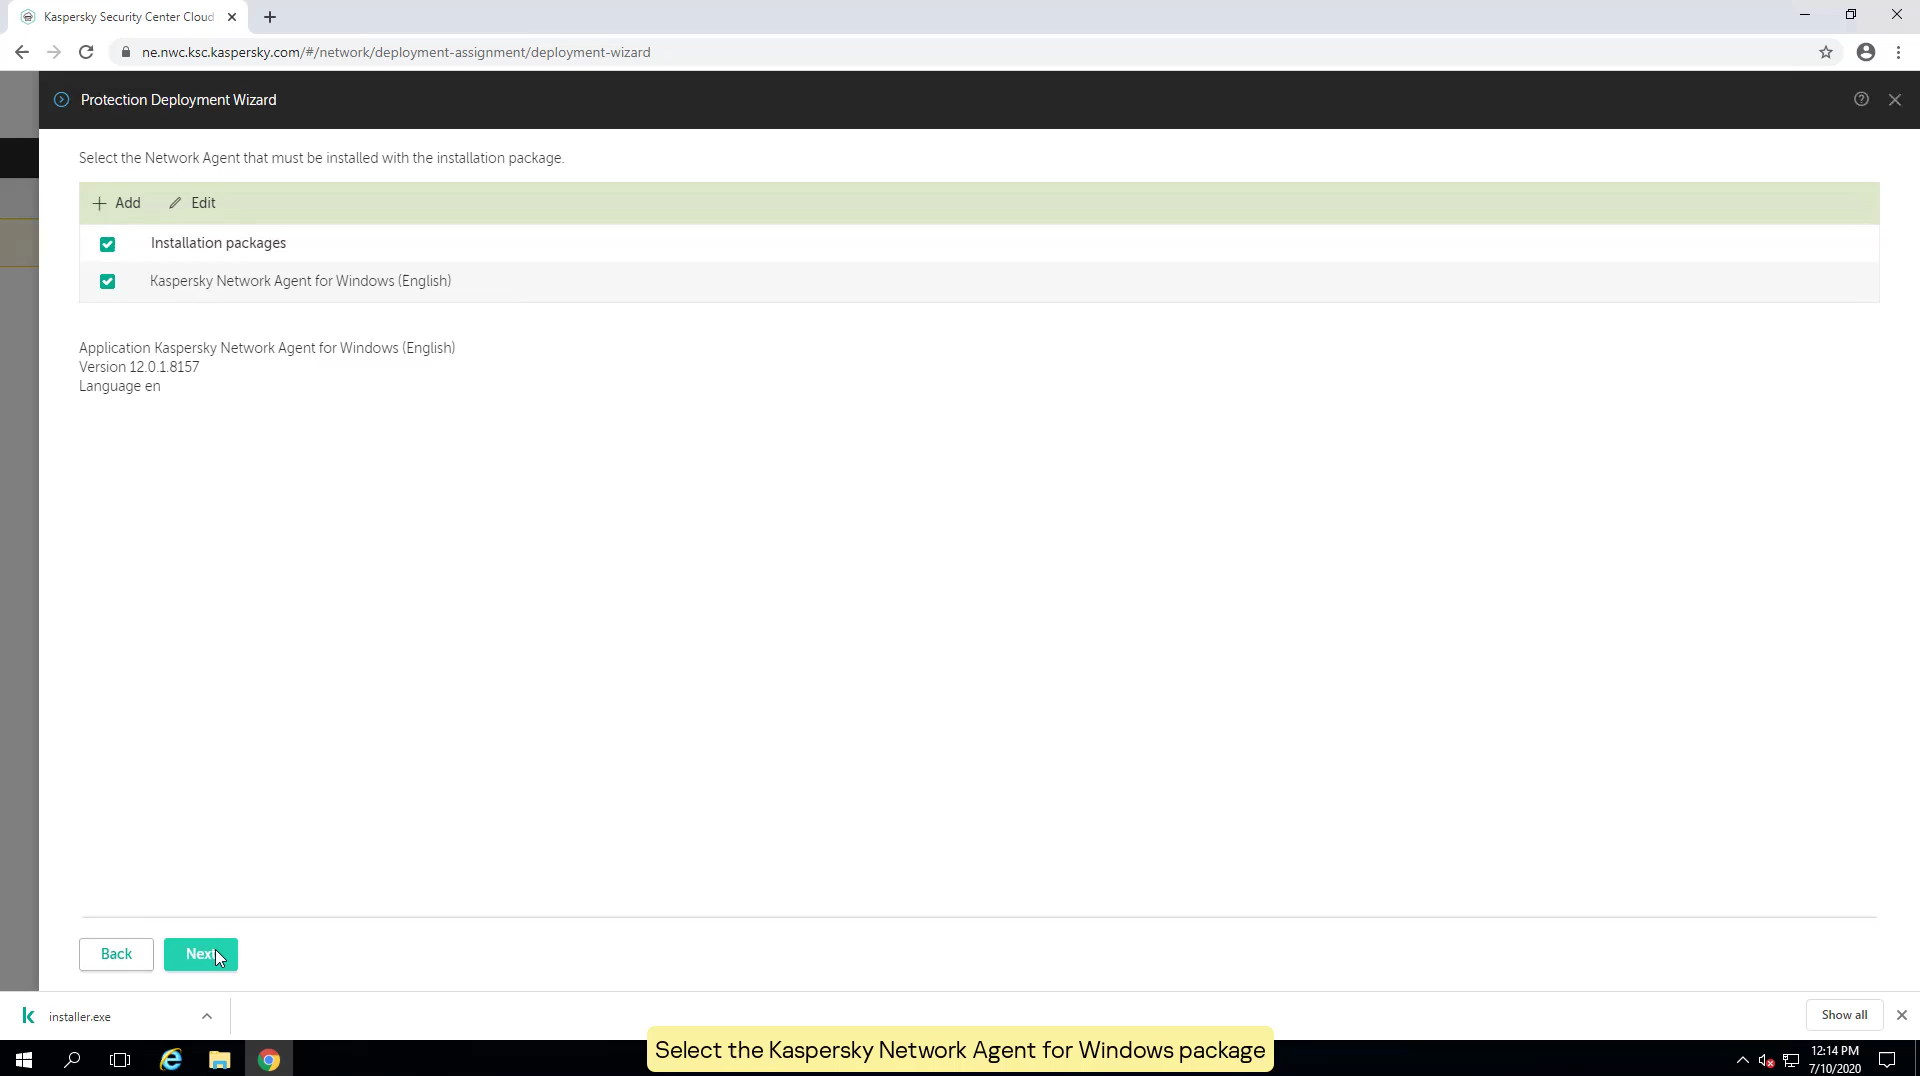 Kaspersky Security Center Cloud
ne.nwc.ksc.kaspersky.com/#/network/deployment-assignment/deployment-wizard
Protection Deployment Wizard
Select the Network Agent that must be installed with the installation package.
Add
Edit
Installation packages
Kaspersky Network Agent for Windows (English)
Application Kaspersky Network Agent for Windows (English)
Version 12.0.1.8157
Language en
Back
Next
installer.exe
Show all
Select the Kaspersky Network Agent for Windows package
12:14 PM
7/10/2020